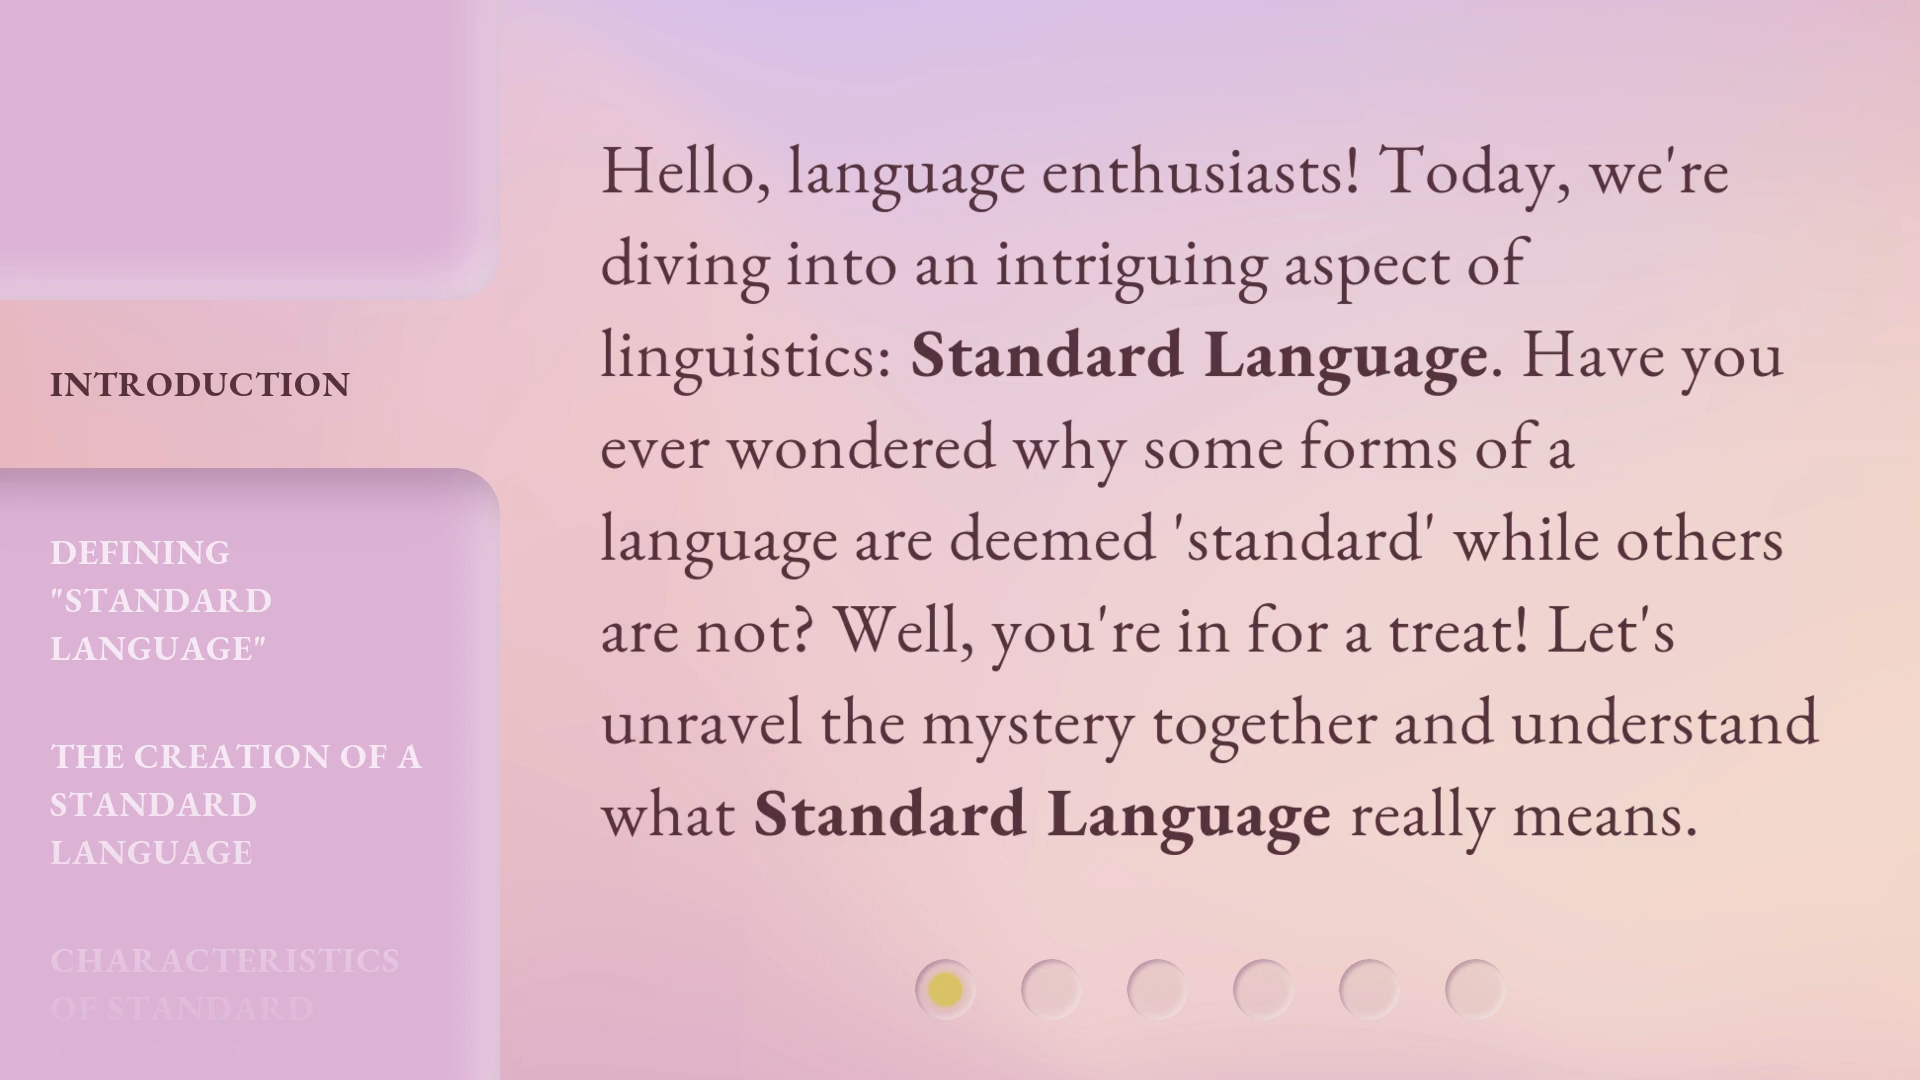 INTRODUCTION
DEFINING
"STANDARD
LANGUAGE"
THE CREATION OF A
STANDARD
LANGUAGE
CHARACTERISTICS
OF STANDARD
LANGUAGE
Hello, language enthusiasts! Today, we're
diving into an intriguing aspect of
linguistics: Standard Language. Have you
ever wondered why some forms of a
language are deemed 'standard' while others
are not? Well, you're in for a treat! Let's
unravel the mystery together and understand
what Standard Language really means.